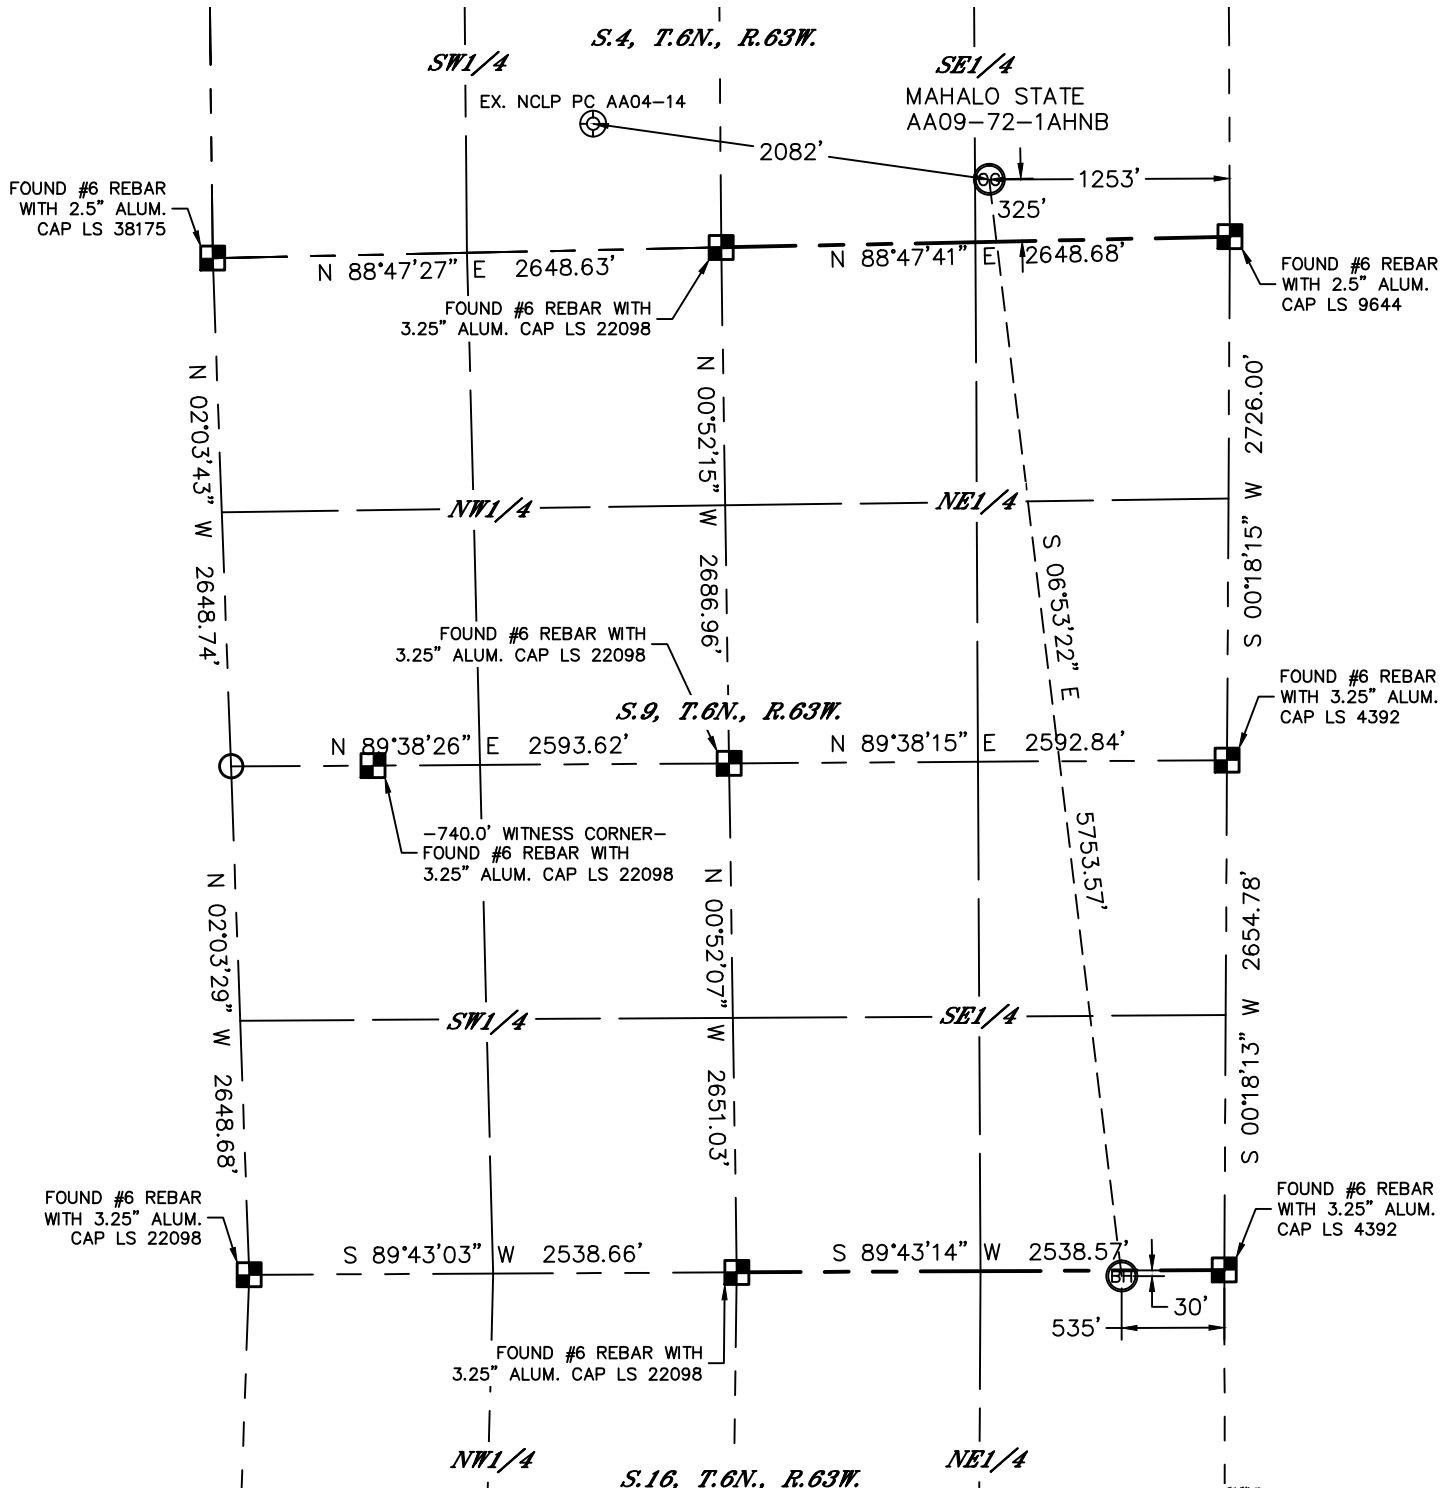 S.4, T.6N., R.63W.
SW1/4
SE1/4
EX. NCLP PC AA04-14
MAHALO STATE
AA09-72-1AHNB
2082'
1253'
325'
FOUND #6 REBAR
WITH 2.5" ALUM.
CAP LS 38175
N 88°47'27" E 2648.63'
N 88°47'41" E 2648.68'
FOUND #6 REBAR
WITH 2.5" ALUM.
CAP LS 9644
FOUND #6 REBAR WITH
3.25" ALUM. CAP LS 22098
N 02°03'43" W 2648.74'
N 00°52'15" W 2686.96'
S 00°18'15" W 2726.00'
NW1/4
NE1/4
S 06°53'22" E 5753.57'
FOUND #6 REBAR WITH
3.25" ALUM. CAP LS 22098
S.9, T.6N., R.63W.
FOUND #6 REBAR
WITH 3.25" ALUM.
CAP LS 4392
N 89°38'26" E 2593.62'
N 89°38'15" E 2592.84'
-740.0' WITNESS CORNER-
FOUND #6 REBAR WITH
3.25" ALUM. CAP LS 22098
N 02°03'29" W 2648.68'
N 00°52'07" W 2651.03'
S 00°18'13" W 2654.78'
SW1/4
SE1/4
FOUND #6 REBAR
WITH 3.25" ALUM.
CAP LS 22098
S 89°43'03" W 2538.66'
S 89°43'14" W 2538.57'
FOUND #6 REBAR
WITH 3.25" ALUM.
CAP LS 4392
BH
30'
535'
FOUND #6 REBAR WITH
3.25" ALUM. CAP LS 22098
NW1/4
NE1/4
S.16, T.6N., R.63W.